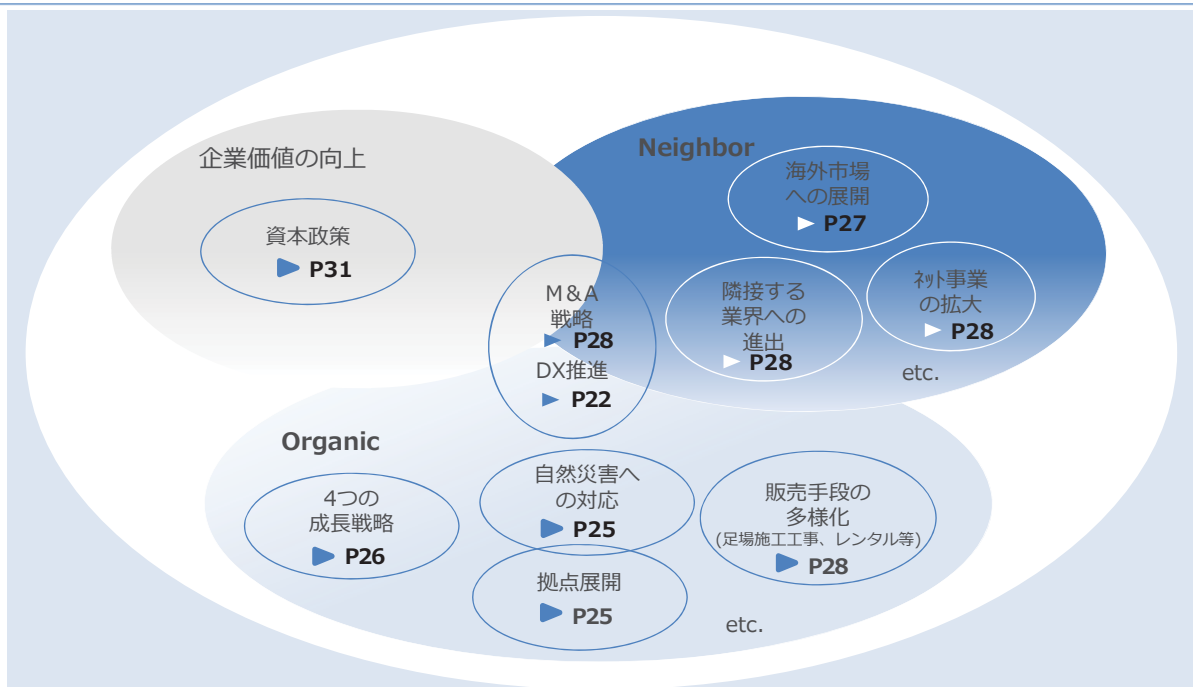 企業価値の向上
資本政策
▶ P31
Neighbor
海外市場
への展開
▶ P27
隣接する
業界への
進出
▶ P28
ﾈｯﾄ事業
の拡大
▶ P28
etc.
M&A
戦略
▶ P28
DX推進
▶ P22
Organic
4つの
成長戦略
▶ P26
自然災害へ
の対応
▶ P25
拠点展開
▶ P25
販売手段の
多様化
(足場施工工事、レンタル等)
▶ P28
etc.